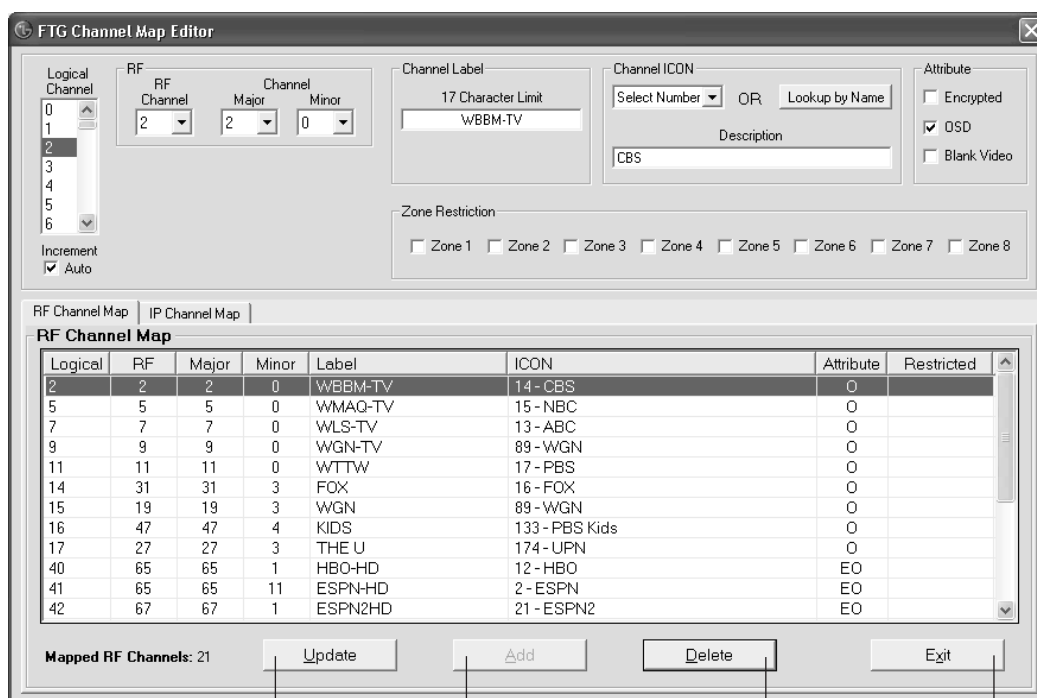 FTG Channel Map Editor
Logical
Channel
0
1
2
3
4
5
6
Increment
Auto
RF
RF
Channel
Channel
Major Minor
2 2 0
Channel Label
17 Character Limit
WBBM-TV
Channel ICON
Select Number OR Lookup by Name
Description
CBS
Attribute
Encrypted
OSD
Blank Video
Zone Restriction
Zone 1 Zone 2 Zone 3 Zone 4 Zone 5 Zone 6 Zone 7 Zone 8
RF Channel Map IP Channel Map
RF Channel Map
Logical RF Major Minor Label ICON Attribute Restricted
2 2 2 0 WBBM-TV 14 - CBS O
5 5 5 0 WMAQ-TV 15 - NBC O
7 7 7 0 WLS-TV 13 - ABC O
9 9 9 0 WGN-TV 89 - WGN O
11 11 11 0 WTTW 17 - PBS O
14 31 31 3 FOX 16 - FOX O
15 19 19 3 WGN 89 - WGN O
16 47 47 4 KIDS 133 - PBS Kids O
17 27 27 3 THE U 174 - UPN O
40 65 65 1 HBO-HD 12 - HBO EO
41 65 65 11 ESPN-HD 2 - ESPN EO
42 67 67 1 ESPN2HD 21 - ESPN2 EO
Mapped RF Channels: 21 Update Add Delete Exit